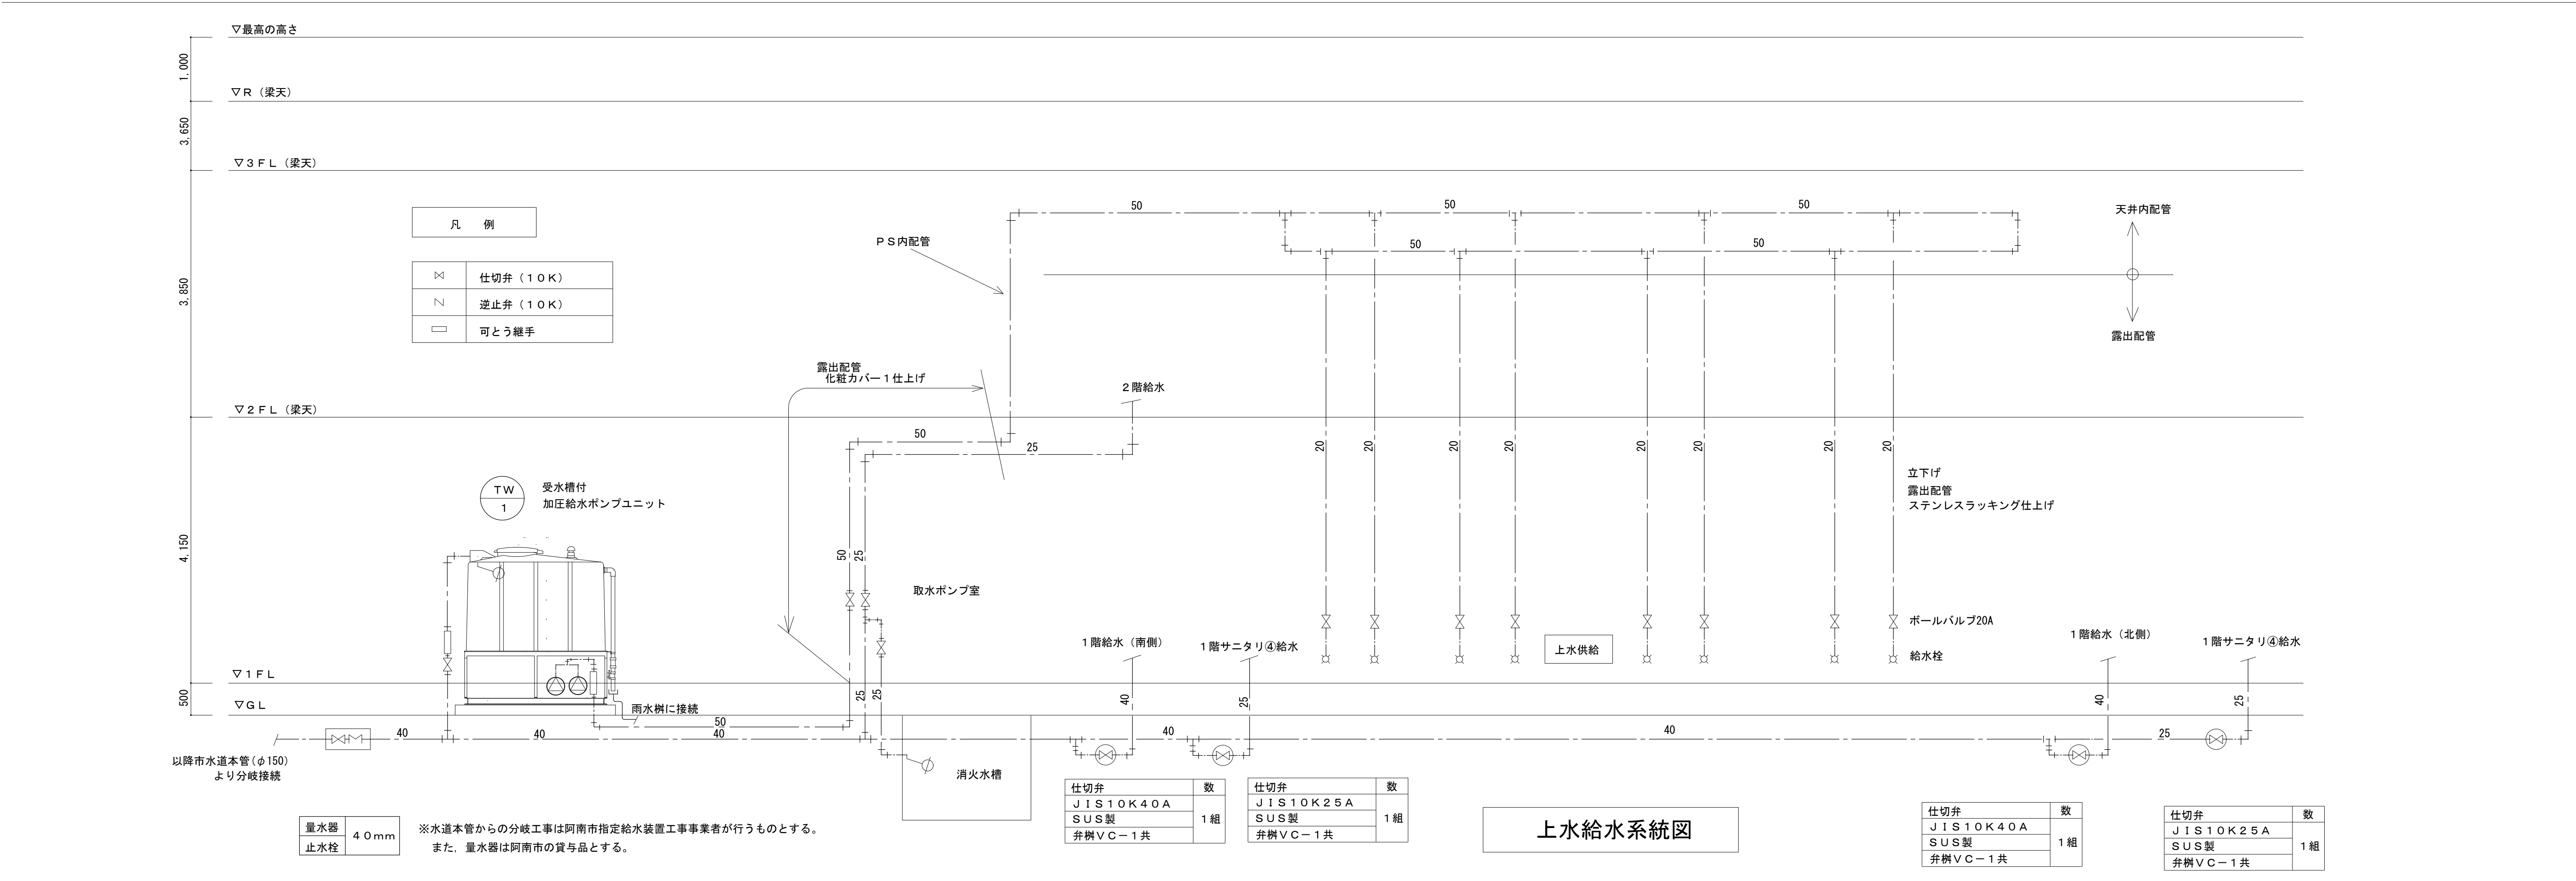 ▽最高の高さ
1.000
▽R（梁天）
3.650
▽3FL（梁天）
凡 例
仕切弁（10K）
逆止弁（10K）
可とう継手
3.850
PS内配管
50
50
50
50
50
天井内配管
露出配管
露出配管
化粧カバー1仕上げ
2階給水
▽2FL（梁天）
50
25
20
20
20
20
20
20
20
20
立下げ
露出配管
ステンレスラッキング仕上げ
TW
1
受水槽付
加圧給水ポンプユニット
4.150
50
25
取水ポンプ室
ボールバルブ20A
給水栓
上水供給
1階給水（南側）
1階サニタリ④給水
1階給水（北側）
1階サニタリ④給水
▽1FL
500
▽GL
雨水桝に接続
50
25
25
40
25
40
25
40
40
40
40
40
25
以降市水道本管(φ150)
より分岐接続
消火水槽
仕切弁 数
JIS10K40A
SUS製 1組
弁桝VC－1共
仕切弁 数
JIS10K25A
SUS製 1組
弁桝VC－1共
上水給水系統図
仕切弁 数
JIS10K40A
SUS製 1組
弁桝VC－1共
仕切弁 数
JIS10K25A
SUS製 1組
弁桝VC－1共
量水器 40mm
止水栓
※水道本管からの分岐工事は阿南市指定給水装置工事事業者が行うものとする。
また，量水器は阿南市の貸与品とする。